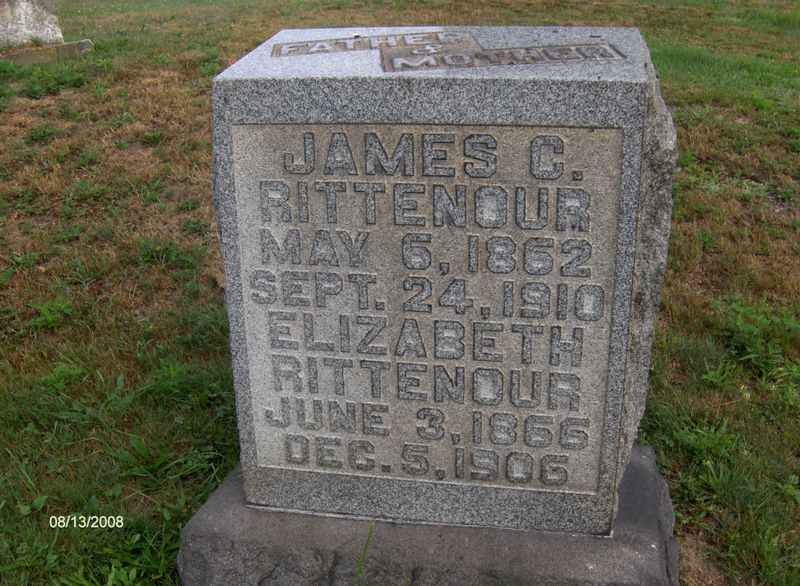 FATHER
&
MOTHER
JAMES C.
RITTENOUR
MAY 6, 1862
SEPT. 24, 1910
ELIZABETH
RITTENOUR
JUNE 3, 1866
DEC. 5, 1906
08/13/2008